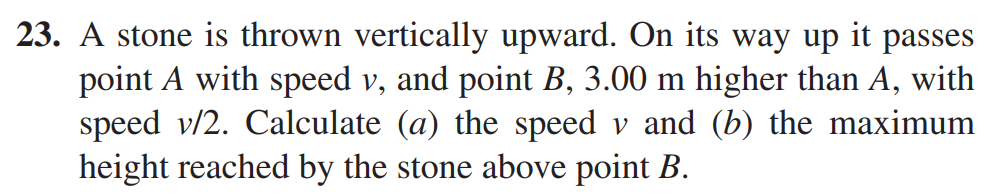 23. A stone is thrown vertically upward. On its way up it passes
point A with speed v, and point B, 3.00 m higher than A, with
speed v/2. Calculate (a) the speed v and (b) the maximum
height reached by the stone above point B.